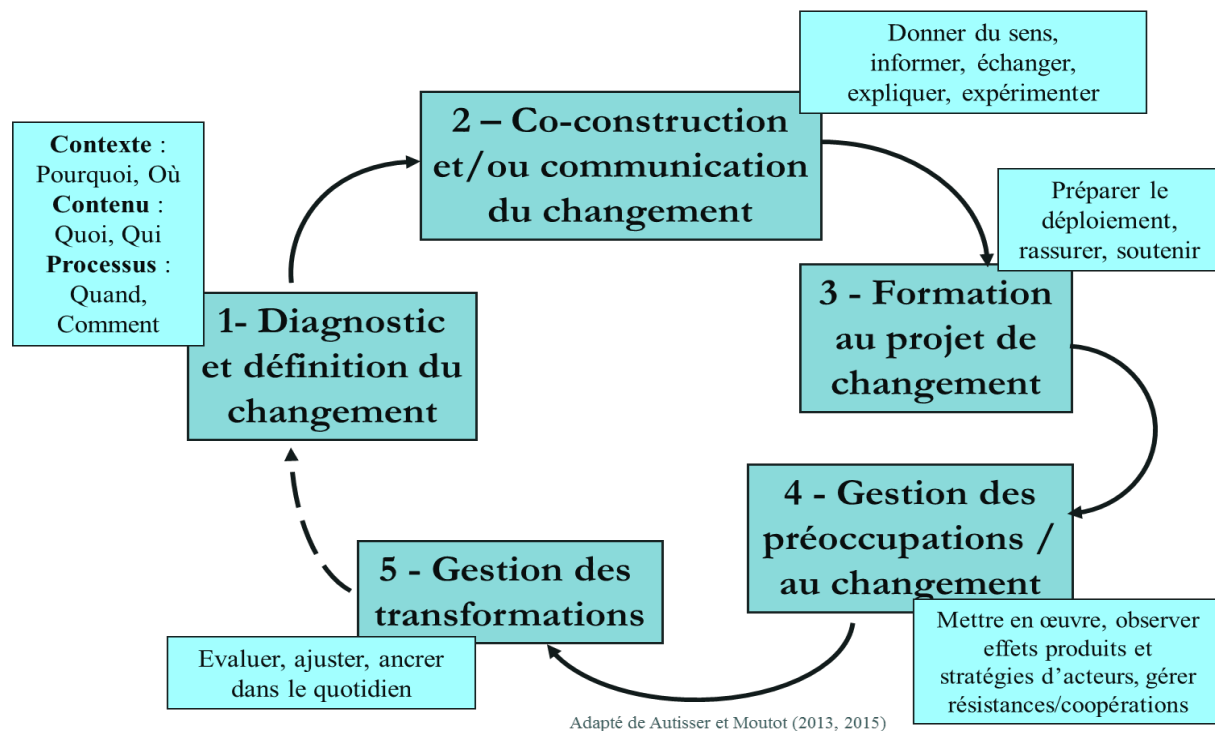 Contexte :
Pourquoi, Où
Contenu :
Quoi, Qui
Processus :
Quand,
Comment
1- Diagnostic
et définition du
changement
2 – Co-construction
et/ou communication
du changement
Donner du sens,
informer, échanger,
expliquer, expérimenter
3 - Formation
au projet de
changement
Préparer le
déploiement,
rassurer, soutenir
4 - Gestion des
préoccupations /
au changement
Mettre en œuvre, observer
effets produits et
stratégies d’acteurs, gérer
résistances/coopérations
5 - Gestion des
transformations
Evaluer, ajuster, ancrer
dans le quotidien
Adapté de Autisser et Moutot (2013, 2015)